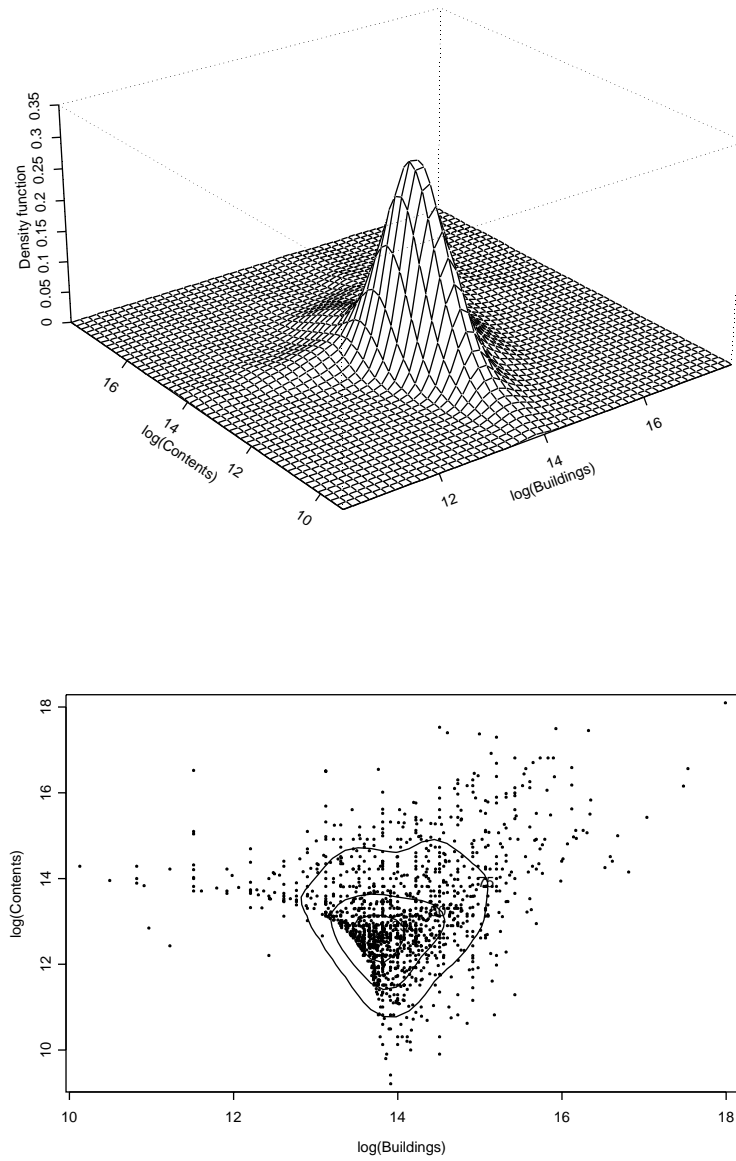 Density function
0 0.05 0.1 0.15 0.2 0.25 0.3 0.35
16 14 12 10
log(Contents)
12 14 16
log(Buildings)
log(Contents)
18
16
14
12
10
10 12 14 16 18
log(Buildings)